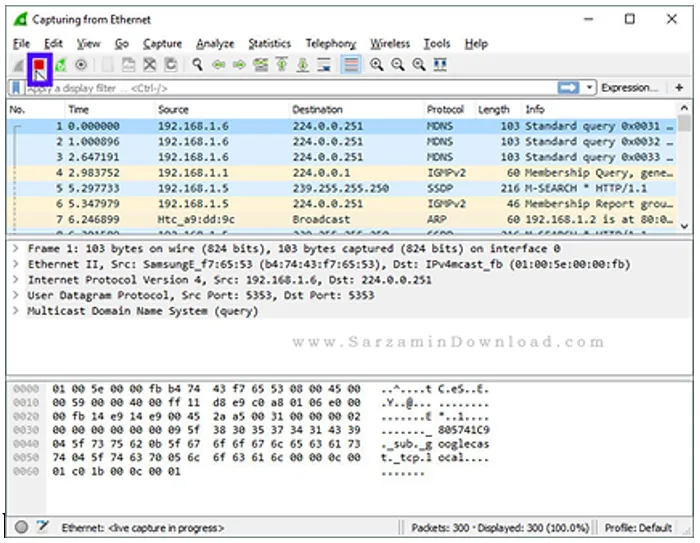 Capturing from Ethernet
File Edit View Go Capture Analyze Statistics Telephony Wireless Tools Help
Apply a display filter ... <Ctrl-/> Expression... +
No. Time Source Destination Protocol Length Info
1 0.000000 192.168.1.6 224.0.0.251 MDNS 103 Standard query 0x0031 ...
2 1.000896 192.168.1.6 224.0.0.251 MDNS 103 Standard query 0x0032 ...
3 2.647191 192.168.1.6 224.0.0.251 MDNS 103 Standard query 0x0033 ...
4 2.983752 192.168.1.1 224.0.0.1 IGMPv2 60 Membership Query, gene...
5 5.297733 192.168.1.5 239.255.255.250 SSDP 216 M-SEARCH * HTTP/1.1
6 5.347979 192.168.1.5 224.0.0.251 IGMPv2 46 Membership Report grou...
7 6.246899 Htc_a9:dd:9c Broadcast ARP 60 192.168.1.2 is at 80:0...
Frame 1: 103 bytes on wire (824 bits), 103 bytes captured (824 bits) on interface 0
Ethernet II, Src: SamsungE_f7:65:53 (b4:74:43:f7:65:53), Dst: IPv4mcast_fb (01:00:5e:00:00:fb)
Internet Protocol Version 4, Src: 192.168.1.6, Dst: 224.0.0.251
User Datagram Protocol, Src Port: 5353, Dst Port: 5353
Multicast Domain Name System (query)
www.SarzaminDownload.com
0000 01 00 5e 00 00 fb b4 74 43 f7 65 53 08 00 45 00 ..^....t C.eS..E.
0010 00 59 00 00 40 00 ff 11 d8 e9 c0 a8 01 06 e0 00 .Y..@... ........
0020 00 fb 14 e9 14 e9 00 45 2a a5 00 31 00 00 00 02 .......E *..1....
0030 00 00 00 00 00 00 09 5f 38 30 35 37 34 31 43 39 ......._ 805741C9
0040 04 5f 73 75 62 0b 5f 67 6f 6f 67 6c 65 63 61 73 ._sub._g ooglecas
0050 74 04 5f 74 63 70 05 6c 6f 63 61 6c 00 00 0c 00 t._tcp.l ocal....
0060 01 c0 1b 00 0c 00 01 .......
Ethernet: <live capture in progress> Packets: 300 · Displayed: 300 (100.0%) Profile: Default